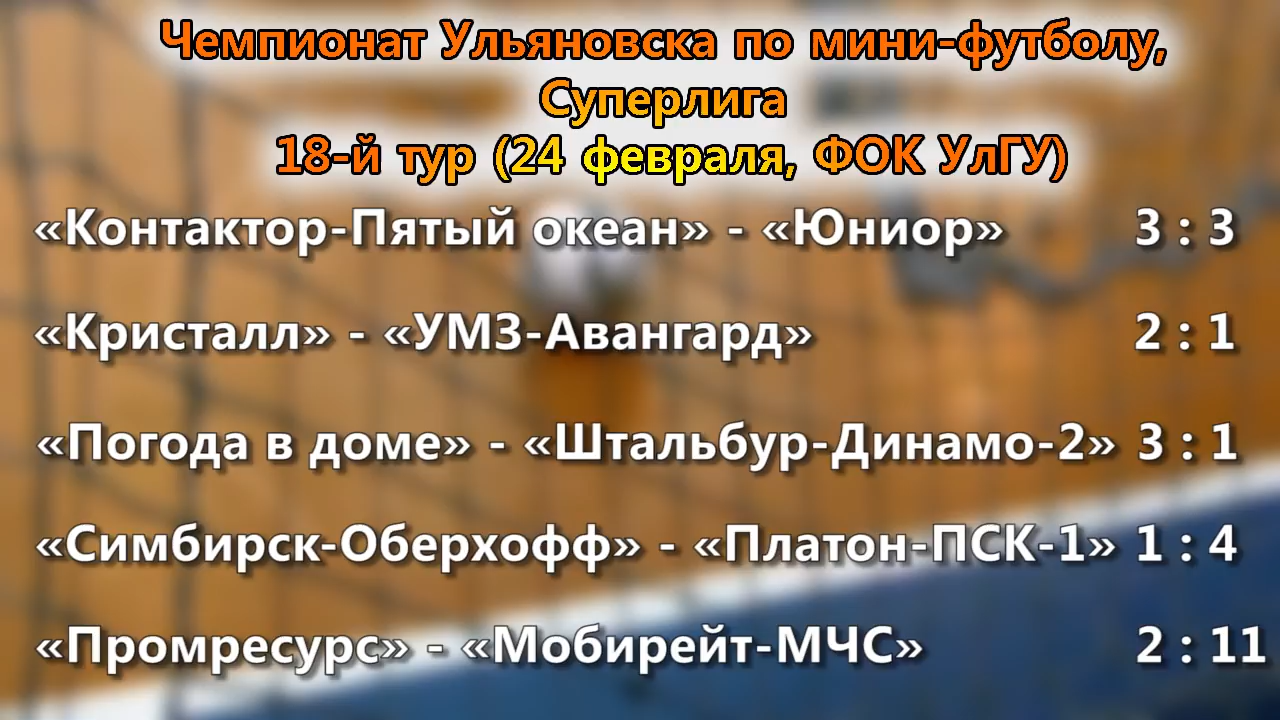 Чемпионат Ульяновска по мини-футболу,
Суперлига
18-й тур (24 февраля, ФОК УлГУ)
«Контактор-Пятый океан» - «Юниор» 3 : 3
«Кристалл» - «УМЗ-Авангард» 2 : 1
«Погода в доме» - «Штальбур-Динамо-2» 3 : 1
«Симбирск-Оберхофф» - «Платон-ПСК-1» 1 : 4
«Промресурс» - «Мобирейт-МЧС» 2 : 11